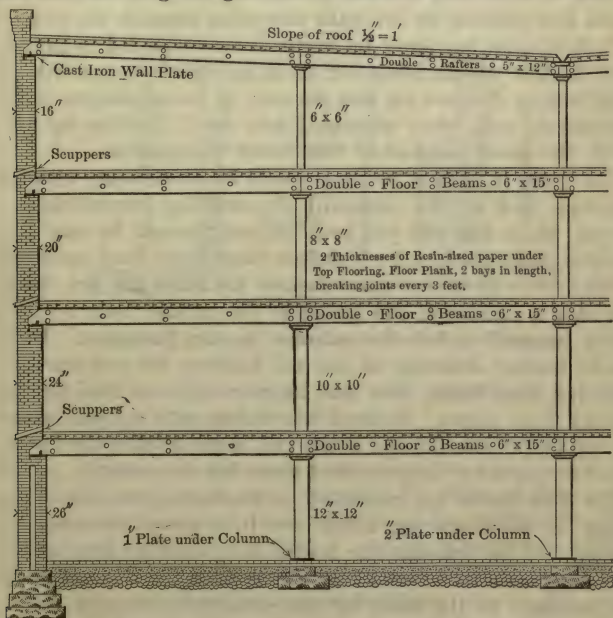 Slope of roof ½″ = 1′
Double Rafters 5″ x 12″
Cast Iron Wall Plate
16″
6″ x 6″
Scuppers
Double Floor Beams 6″ x 15″
8″ x 8″
20″
2 Thicknesses of Resin-sized paper under
Top Flooring. Floor Plank, 2 bays in length,
breaking joints every 3 feet.
Double Floor Beams 6″ x 15″
24″
10″ x 10″
Scuppers
Double Floor Beams 6″ x 15″
26″
12″ x 12″
1″ Plate under Column
2″ Plate under Column